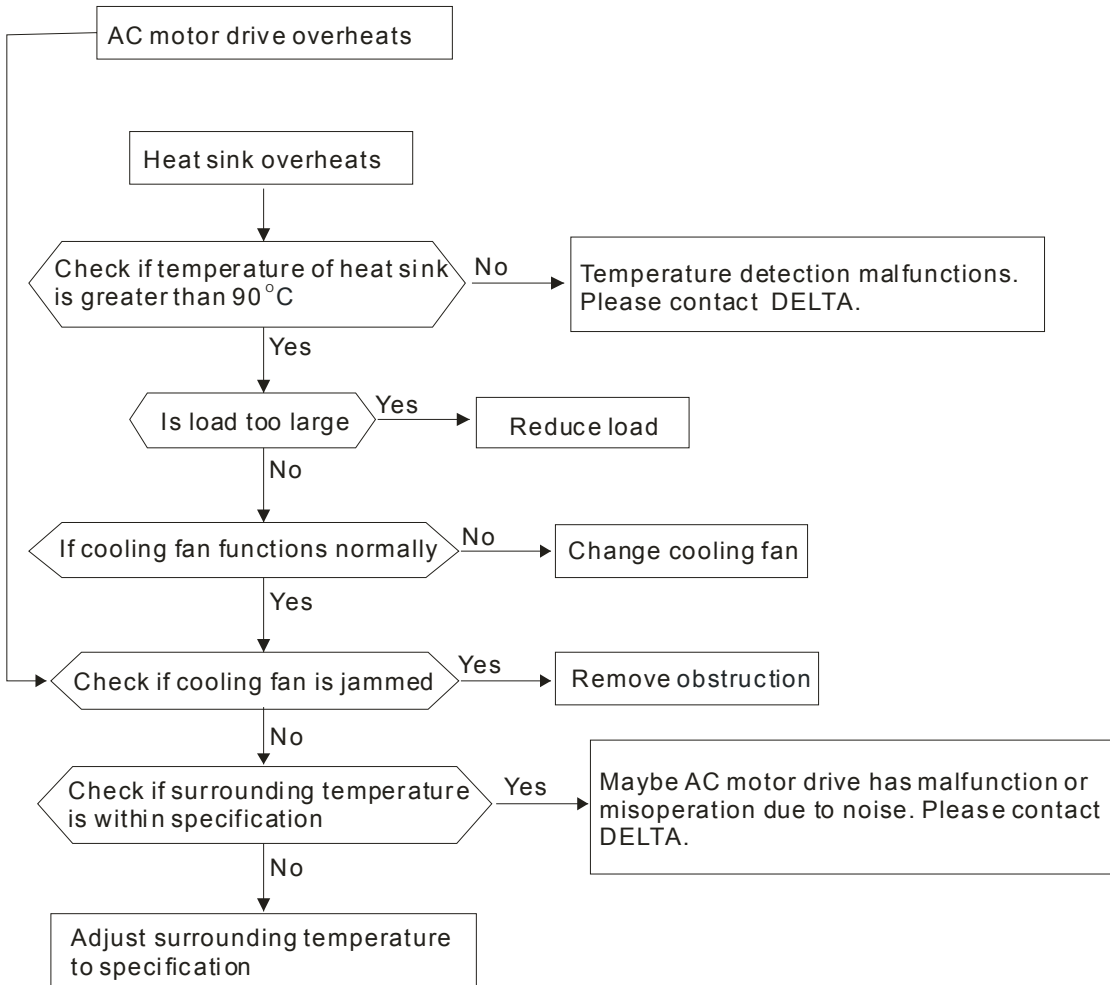 AC motor drive overheats
Heat sink overheats
Check if temperature of heat sink
is greater than 90°C
No
Temperature detection malfunctions.
Please contact DELTA.
Yes
Is load too large
Yes
Reduce load
No
If cooling fan functions normally
No
Change cooling fan
Yes
Check if cooling fan is jammed
Yes
Remove obstruction
No
Check if surrounding temperature
is within specification
Yes
Maybe AC motor drive has malfunction or
misoperation due to noise. Please contact
DELTA.
No
Adjust surrounding temperature
to specification